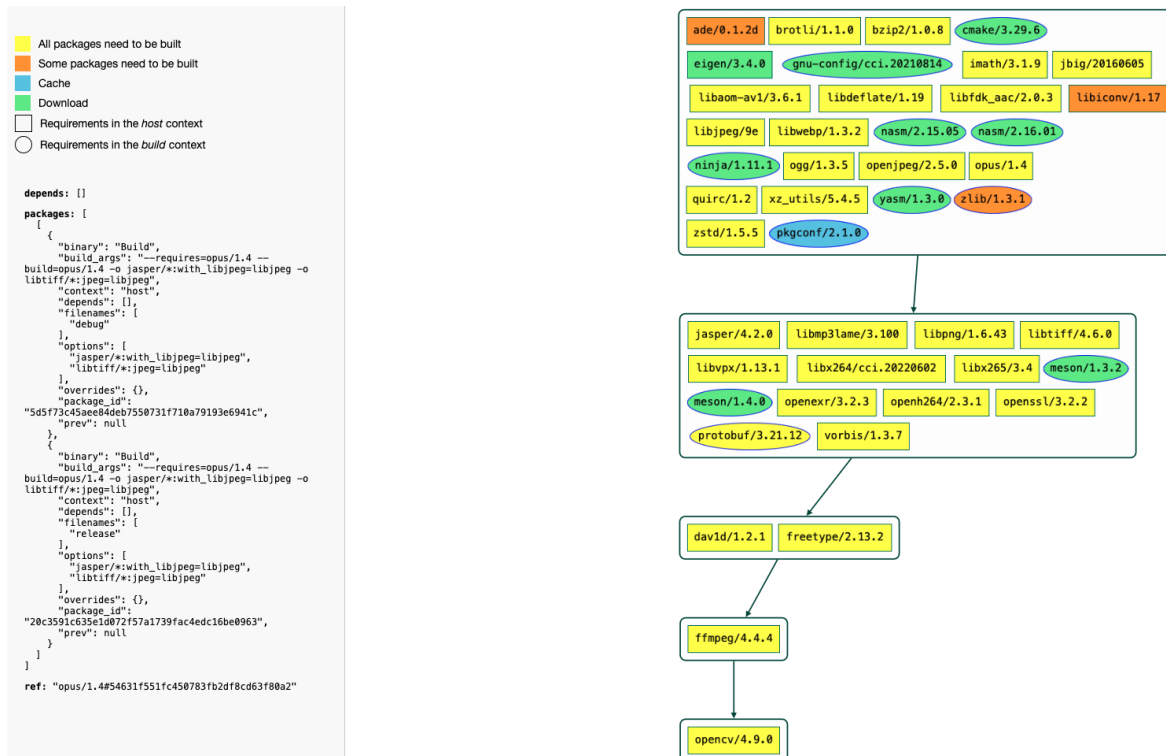 All packages need to be built
Some packages need to be built
Cache
Download
Requirements in the host context
Requirements in the build context
depends: []
packages: [
[
{
"binary": "Build",
"build_args": "--requires=opus/1.4 --
build=opus/1.4 -o jasper/*:with_libjpeg=libjpeg -o
libtiff/*:jpeg=libjpeg",
"context": "host",
"depends": [],
"filenames": [
"debug"
],
"options": [
"jasper/*:with_libjpeg=libjpeg",
"libtiff/*:jpeg=libjpeg"
],
"overrides": {},
"package_id":
"5d5f73c45aee84deb7550731f710a79193e6941c",
"prev": null
},
{
"binary": "Build",
"build_args": "--requires=opus/1.4 --
build=opus/1.4 -o jasper/*:with_libjpeg=libjpeg -o
libtiff/*:jpeg=libjpeg",
"context": "host",
"depends": [],
"filenames": [
"release"
],
"options": [
"jasper/*:with_libjpeg=libjpeg",
"libtiff/*:jpeg=libjpeg"
],
"overrides": {},
"package_id":
"20c3591c635e1d072f57a1739fac4edc16be0963",
"prev": null
}
]
]
ref: "opus/1.4#54631f551fc450783fb2df8cd63f80a2"
ade/0.1.2d brotli/1.1.0 bzip2/1.0.8 cmake/3.29.6
eigen/3.4.0 gnu-config/cci.20210814 imath/3.1.9 jbig/20160605
libaom-av1/3.6.1 libdeflate/1.19 libfdk_aac/2.0.3 libiconv/1.17
libjpeg/9e libwebp/1.3.2 nasm/2.15.05 nasm/2.16.01
ninja/1.11.1 ogg/1.3.5 openjpeg/2.5.0 opus/1.4
quirc/1.2 xz_utils/5.4.5 yasm/1.3.0 zlib/1.3.1
zstd/1.5.5 pkgconf/2.1.0
jasper/4.2.0 libmp3lame/3.100 libpng/1.6.43 libtiff/4.6.0
libvpx/1.13.1 libx264/cci.20220602 libx265/3.4 meson/1.3.2
meson/1.4.0 openexr/3.2.3 openh264/2.3.1 openssl/3.2.2
protobuf/3.21.12 vorbis/1.3.7
dav1d/1.2.1 freetype/2.13.2
ffmpeg/4.4.4
opencv/4.9.0